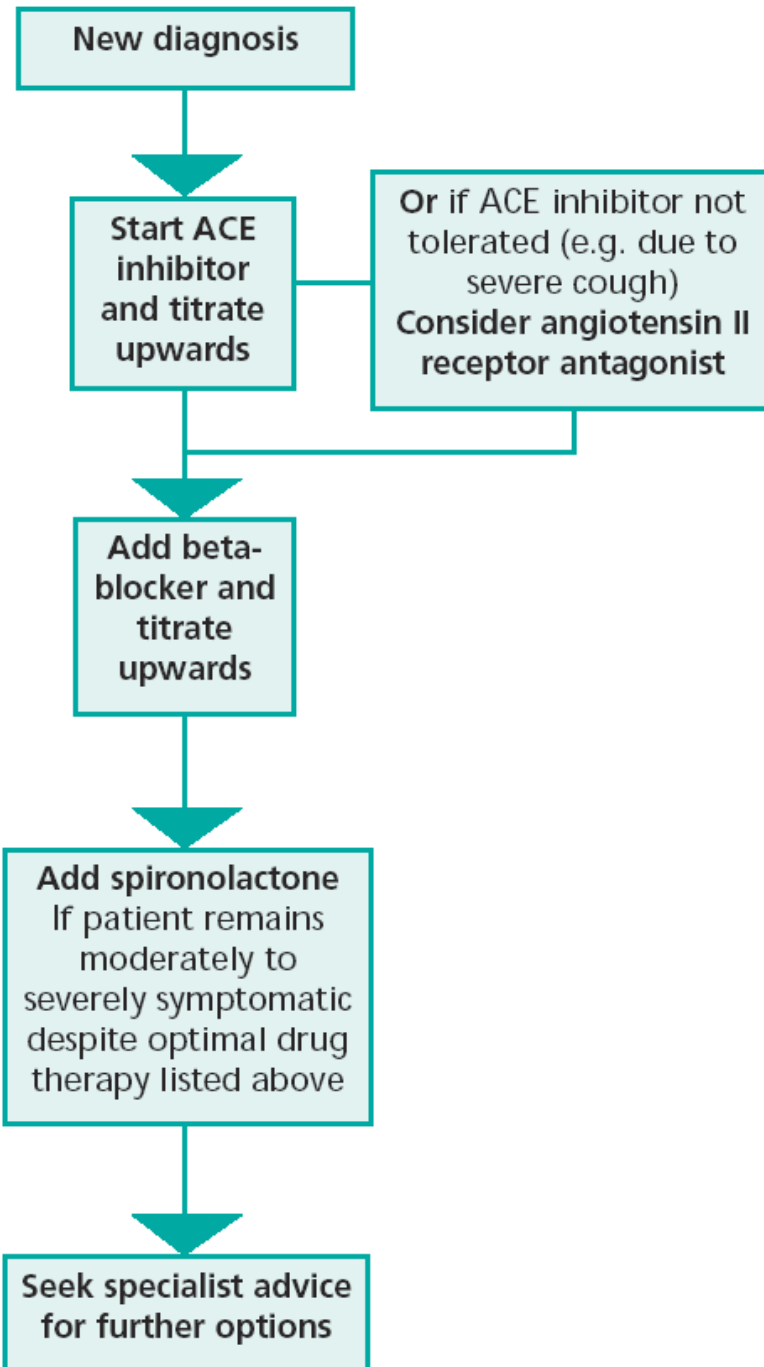 New diagnosis
Start ACE
inhibitor
and titrate
upwards
Or if ACE inhibitor not
tolerated (e.g. due to
severe cough)
Consider angiotensin II
receptor antagonist
Add beta-
blocker and
titrate
upwards
Add spironolactone
If patient remains
moderately to
severely symptomatic
despite optimal drug
therapy listed above
Seek specialist advice
for further options